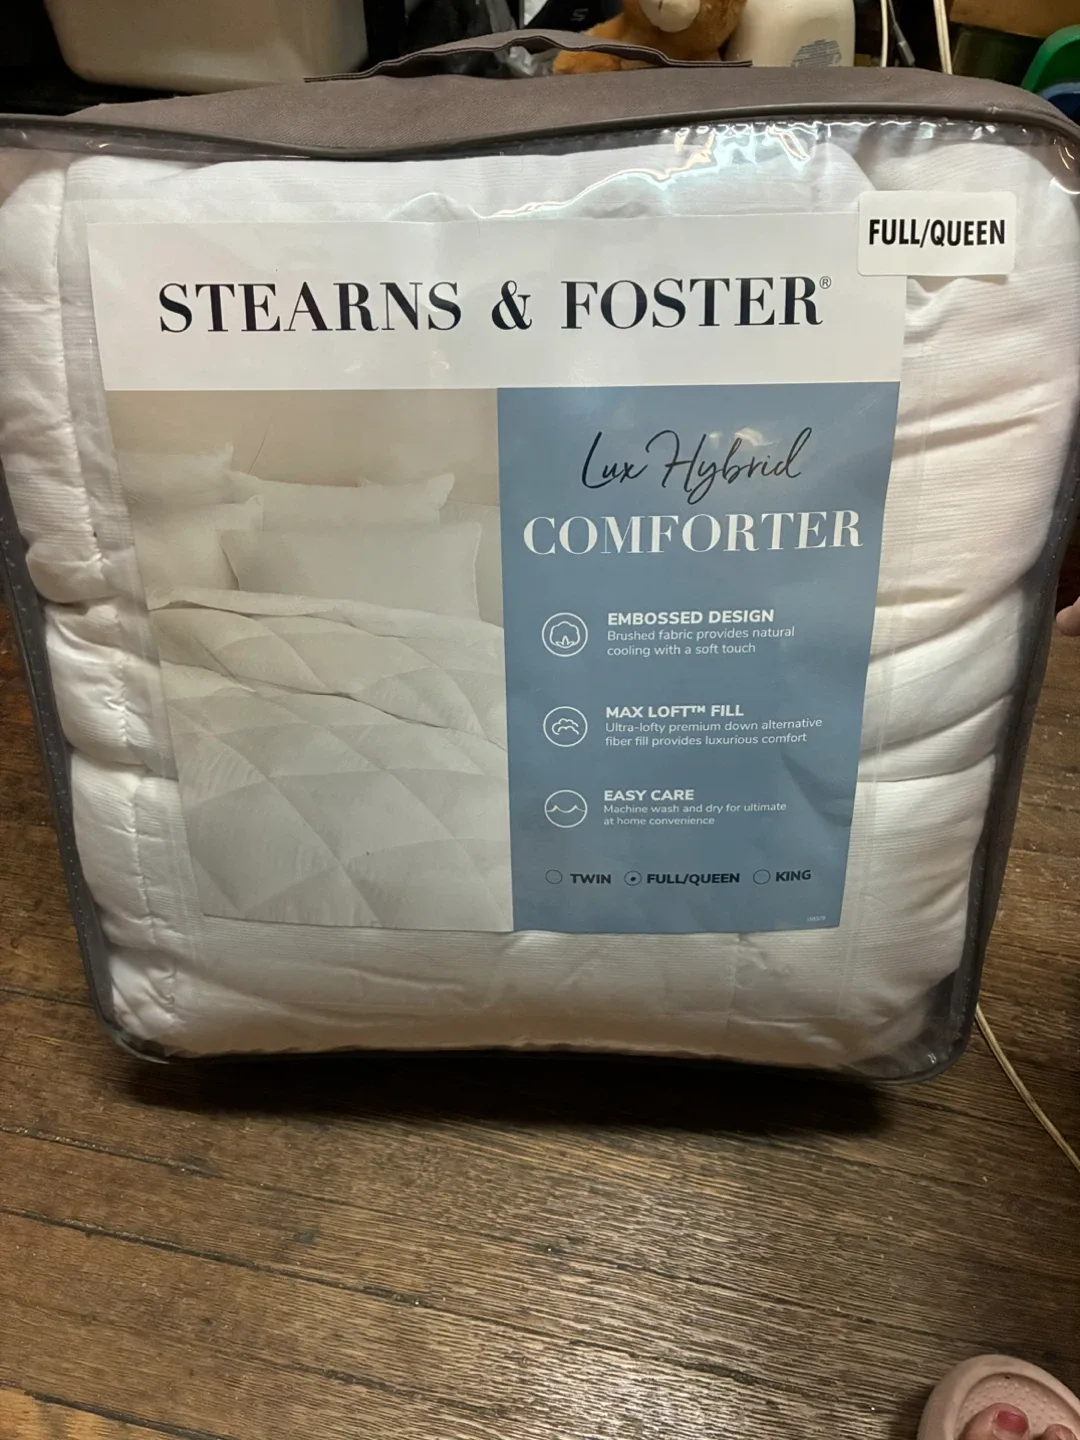 FULL/QUEEN
STEARNS & FOSTER®
Lux Hybrid
COMFORTER
EMBOSSED DESIGN
Brushed fabric provides natural
cooling with a soft touch
MAX LOFT™ FILL
Ultra-lofty premium down alternative
fiber fill provides luxurious comfort
EASY CARE
Machine wash and dry for ultimate
at home convenience
TWIN FULL/QUEEN KING